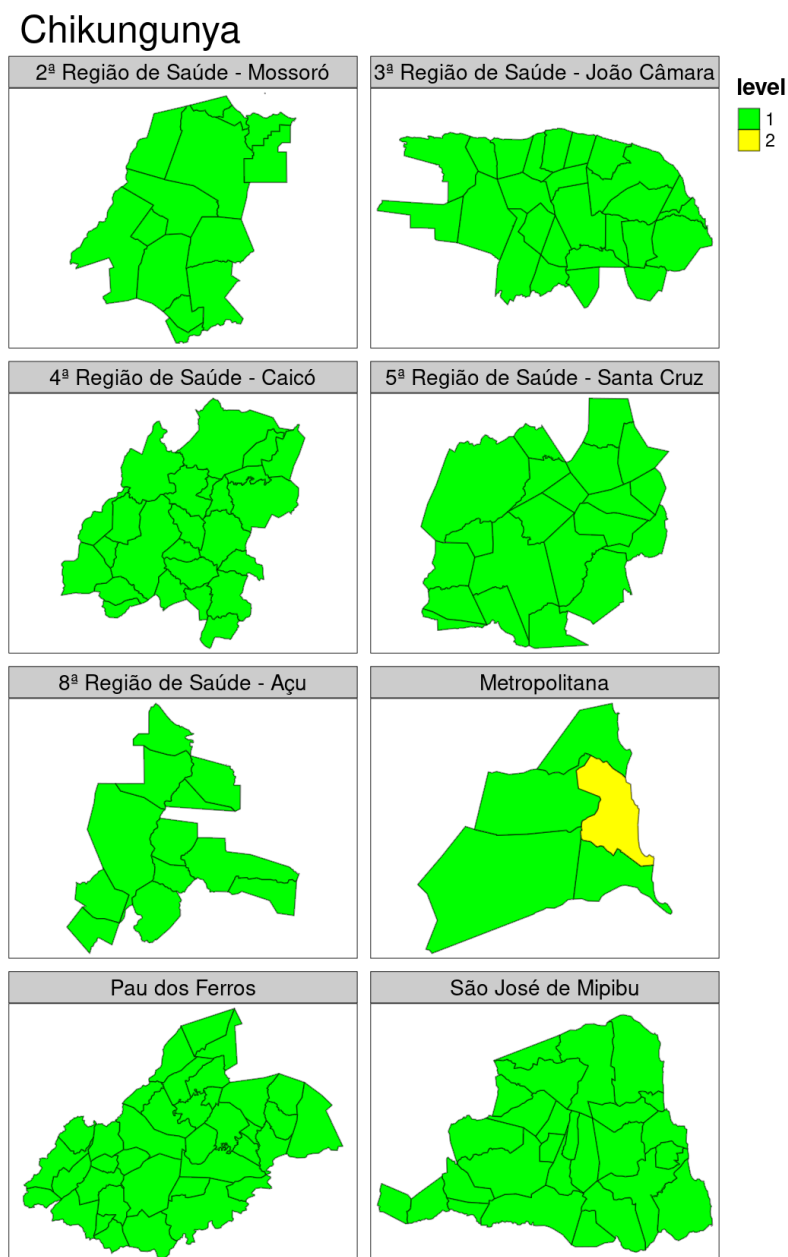 Chikungunya
2ª Região de Saúde - Mossoró
3ª Região de Saúde - João Câmara
level
1
2
4ª Região de Saúde - Caicó
5ª Região de Saúde - Santa Cruz
8ª Região de Saúde - Açu
Metropolitana
Pau dos Ferros
São José de Mipibu